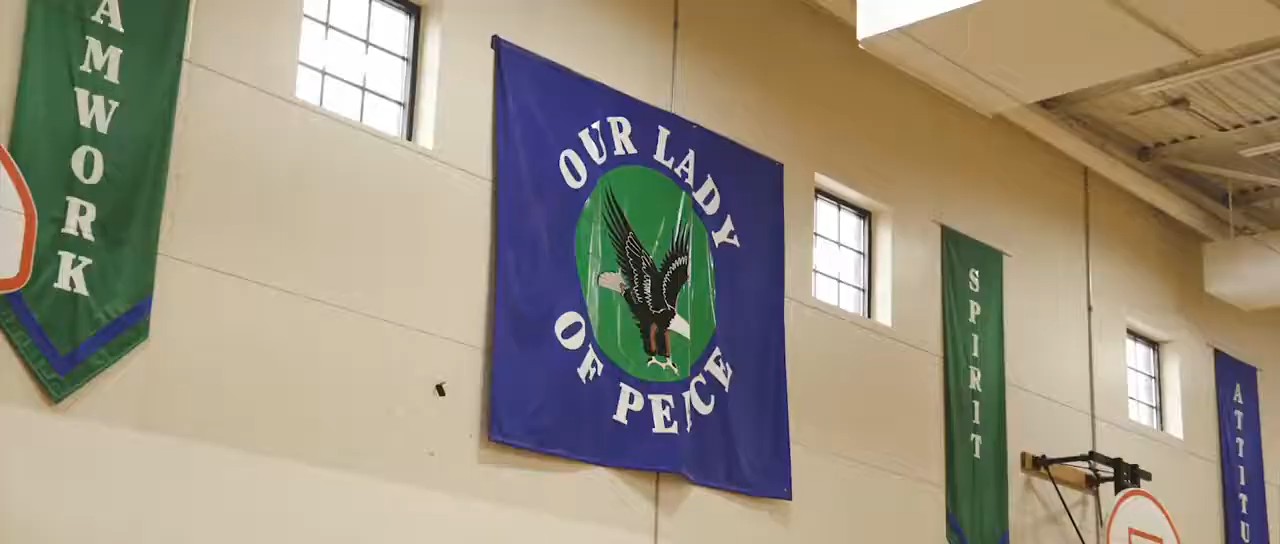 AMWORK
OUR LADY
OF PEACE
SPIRIT
ATTITU